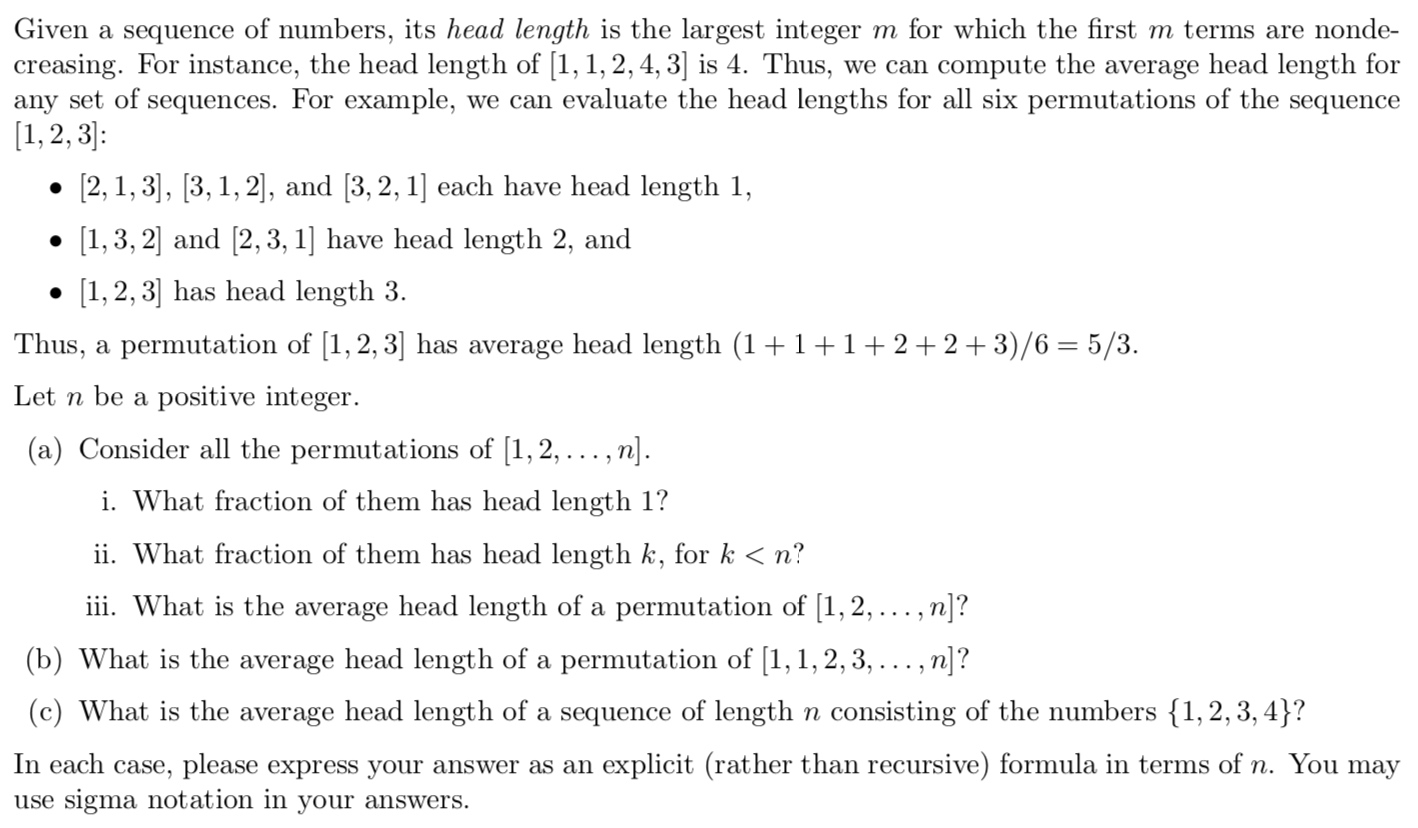 Given a sequence of numbers, its head length is the largest integer m for which the first m terms are nonde-
creasing. For instance, the head length of [1, 1, 2, 4, 3] is 4. Thus, we can compute the average head length for
any set of sequences. For example, we can evaluate the head lengths for all six permutations of the sequence
[1, 2, 3]:
• [2, 1, 3], [3, 1, 2], and [3, 2, 1] each have head length 1,
• [1, 3, 2] and [2, 3, 1] have head length 2, and
• [1, 2, 3] has head length 3.
Thus, a permutation of [1, 2, 3] has average head length (1 + 1 + 1 + 2 + 2 + 3)/6 = 5/3.
Let n be a positive integer.
(a) Consider all the permutations of [1, 2, . . . , n].
i. What fraction of them has head length 1?
ii. What fraction of them has head length k, for k < n?
iii. What is the average head length of a permutation of [1, 2, . . . , n]?
(b) What is the average head length of a permutation of [1, 1, 2, 3, . . . , n]?
(c) What is the average head length of a sequence of length n consisting of the numbers {1, 2, 3, 4}?
In each case, please express your answer as an explicit (rather than recursive) formula in terms of n. You may
use sigma notation in your answers.